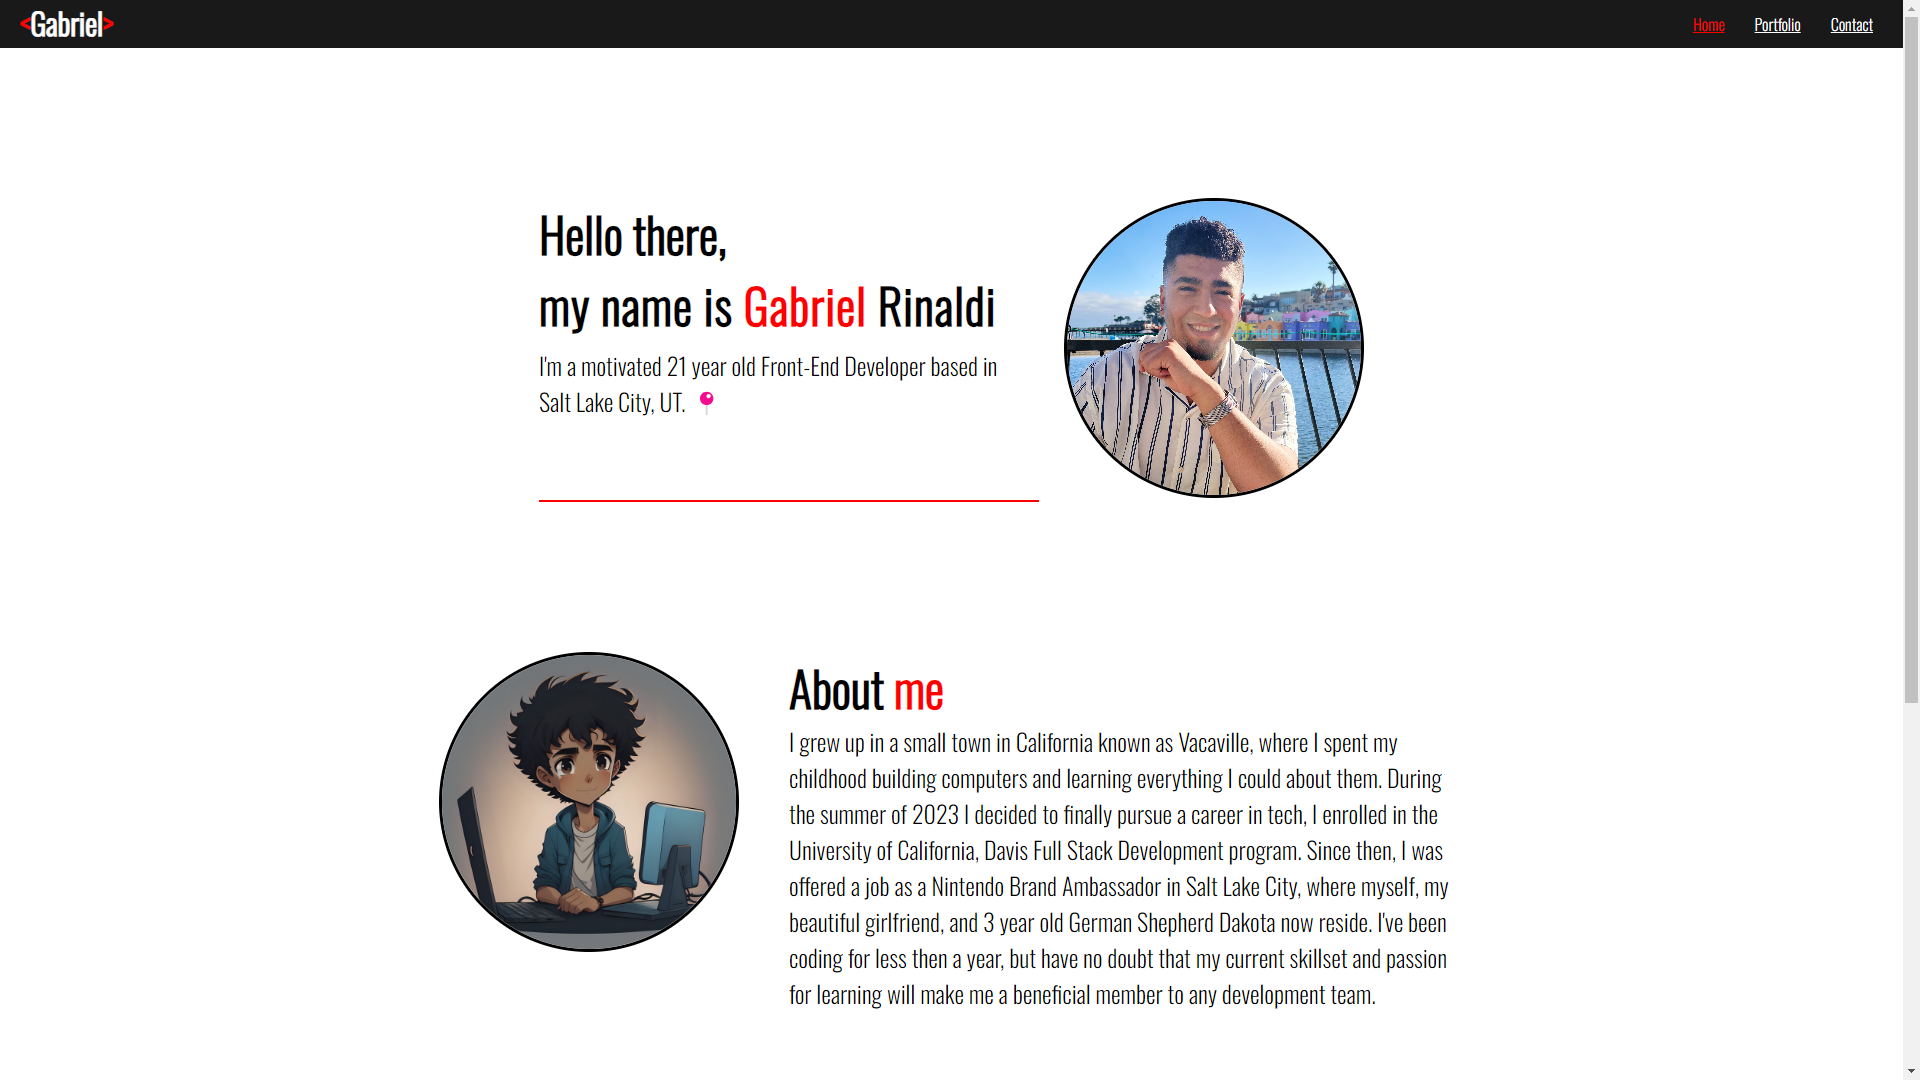 <Gabriel>
Home Portfolio Contact
Hello there,
my name is Gabriel Rinaldi
I'm a motivated 21 year old Front-End Developer based in
Salt Lake City, UT. 📍
About me
I grew up in a small town in California known as Vacaville, where I spent my
childhood building computers and learning everything I could about them. During
the summer of 2023 I decided to finally pursue a career in tech, I enrolled in the
University of California, Davis Full Stack Development program. Since then, I was
offered a job as a Nintendo Brand Ambassador in Salt Lake City, where myself, my
beautiful girlfriend, and 3 year old German Shepherd Dakota now reside. I've been
coding for less then a year, but have no doubt that my current skillset and passion
for learning will make me a beneficial member to any development team.